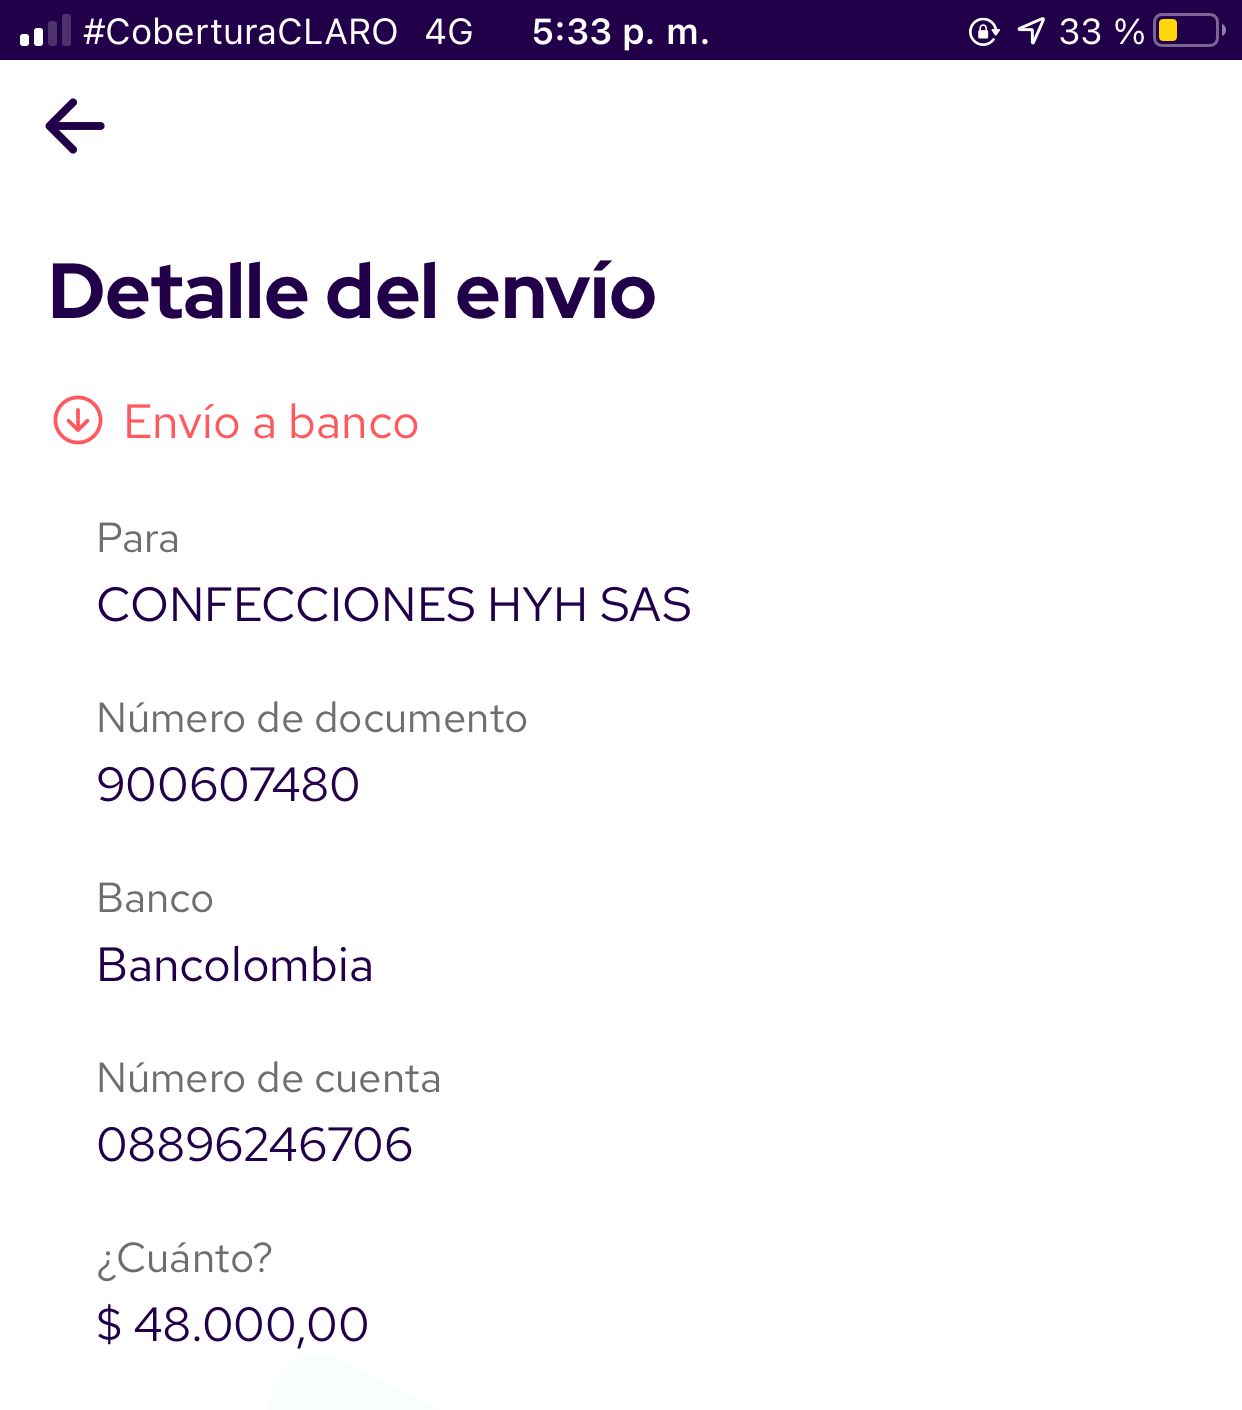 #CoberturaCLARO 4G 5:33 p. m. 33 %
Detalle del envío
Envío a banco
Para
CONFECCIONES HYH SAS
Número de documento
900607480
Banco
Bancolombia
Número de cuenta
08896246706
¿Cuánto?
$ 48.000,00